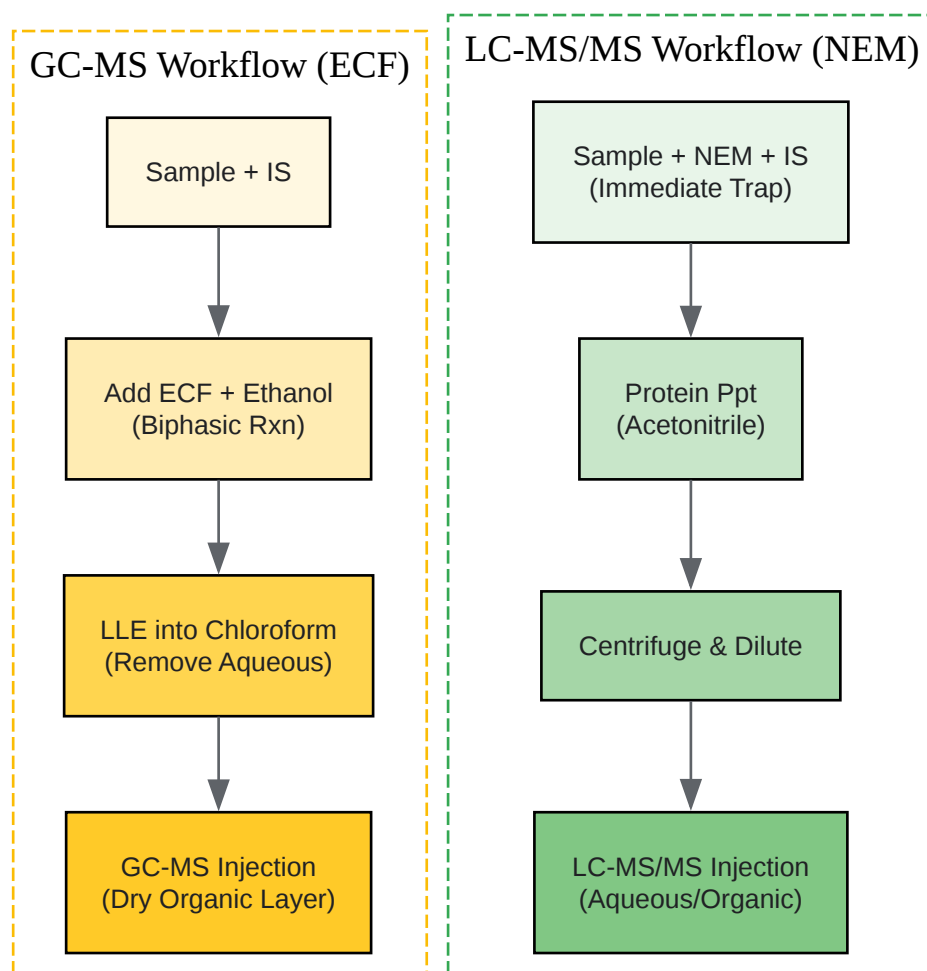 GC-MS Workflow (ECF)
Sample + IS
Add ECF + Ethanol
(Biphasic Rxn)
LLE into Chloroform
(Remove Aqueous)
GC-MS Injection
(Dry Organic Layer)
LC-MS/MS Workflow (NEM)
Sample + NEM + IS
(Immediate Trap)
Protein Ppt
(Acetonitrile)
Centrifuge & Dilute
LC-MS/MS Injection
(Aqueous/Organic)